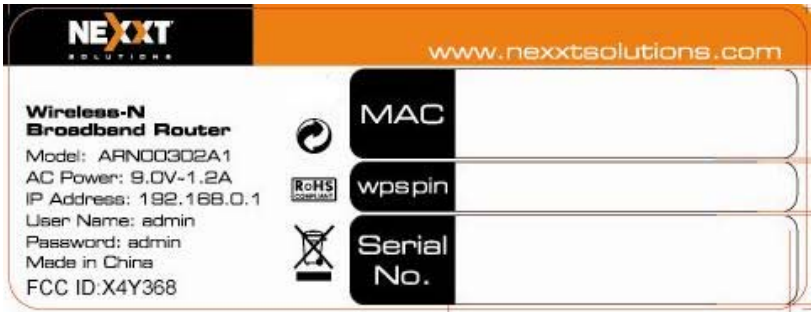 NEXXT
SOLUTIONS
www.nexxtsolutions.com
Wireless-N
Broadband Router
Model: ARN00302A1
AC Power: 9.0V-1.2A
IP Address: 192.168.0.1
User Name: admin
Password: admin
Made in China
FCC ID:X4Y368
RoHS
COMPLIANT
MAC
wpspin
Serial
No.